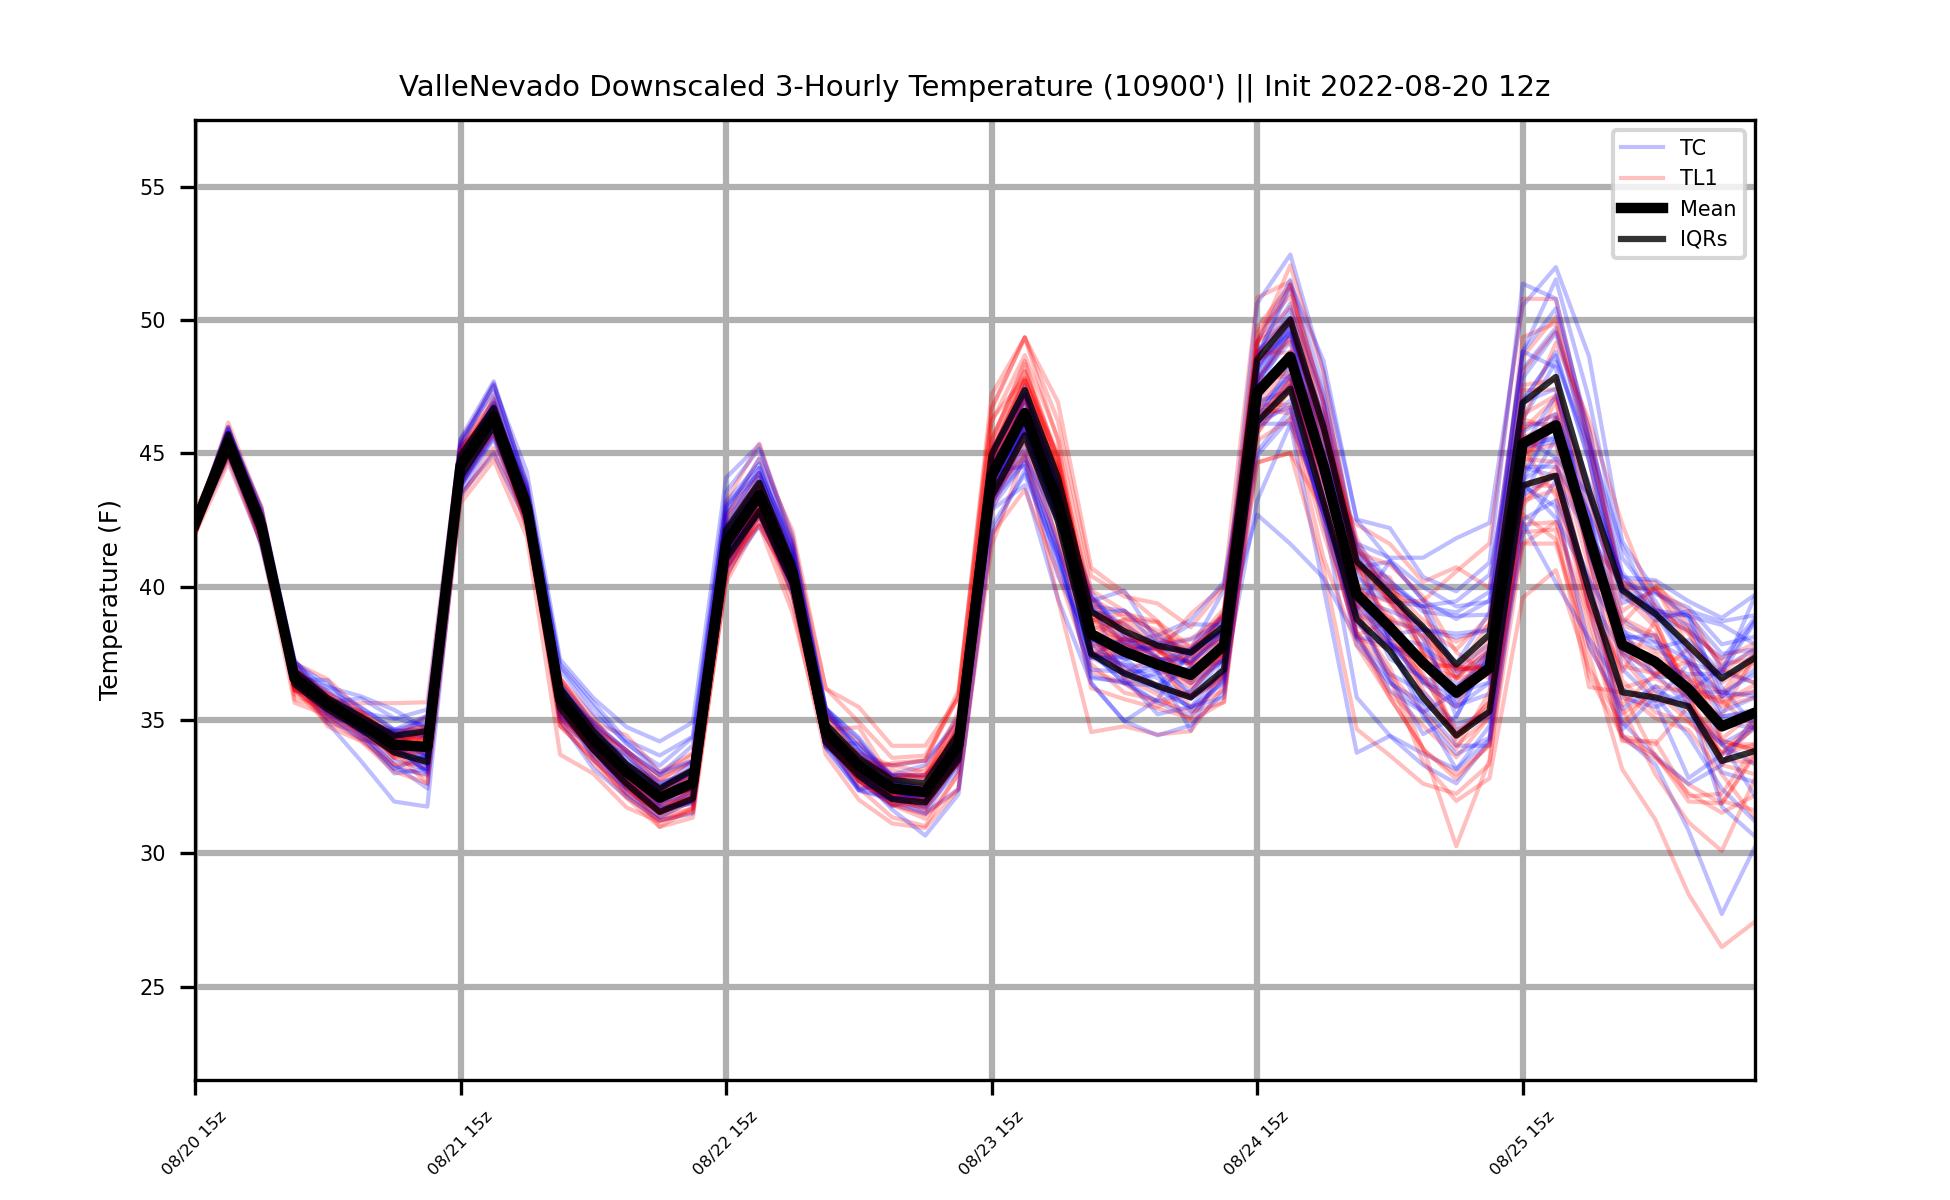 ValleNevado Downscaled 3-Hourly Temperature (10900') || Init 2022-08-20 12z
TC
TL1
Mean
IQRs
Temperature (F)
55
50
45
40
35
30
25
08/20 15z
08/21 15z
08/22 15z
08/23 15z
08/24 15z
08/25 15z